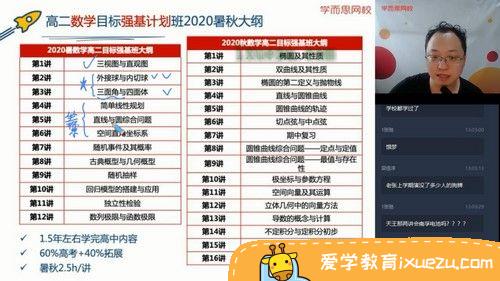 高二数学目标强基计划班2020暑秋大纲
学而思网校
2020暑数学高二目标强基班大纲
第1讲 三视图与直观图
第2讲 外接球与内切球
第3讲 三面角与四面体
第4讲 简单线性规划
第5讲 直线与圆综合问题
第6讲 空间直角坐标系
第7讲 随机事件及其概率
第8讲 古典概型与几何概型
第9讲 随机抽样
第10讲 回归模型的搭建与应用
第11讲 独立性检验
第12讲 数列极限与函数极限
1.5年左右学完高中内容
60%高考+40%拓展
暑秋2.5h/讲
2020秋数学高二目标强基班大纲
第1讲 椭圆及其性质
第2讲 双曲线及其性质
第3讲 椭圆的第二定义与抛物线
第4讲 直线与圆锥曲线
第5讲 圆锥曲线的轨迹
第6讲 切点弦与中点弦
第7讲 期中复习
第8讲 圆锥曲线综合问题——定点与定值
第9讲 圆锥曲线综合问题——最值与存在性
第10讲 极坐标与参数方程
第11讲 空间向量及其运算
第12讲 立体几何中的向量方法
第13讲 导数的概念与计算
第14讲 不定积分与定积分初步
第15讲
第16讲
学校都学过了
饿梦
老张上学期演没了多少人的狗牌
天王那两讲会南孚电池吗????
爱学教育ixuezu.com